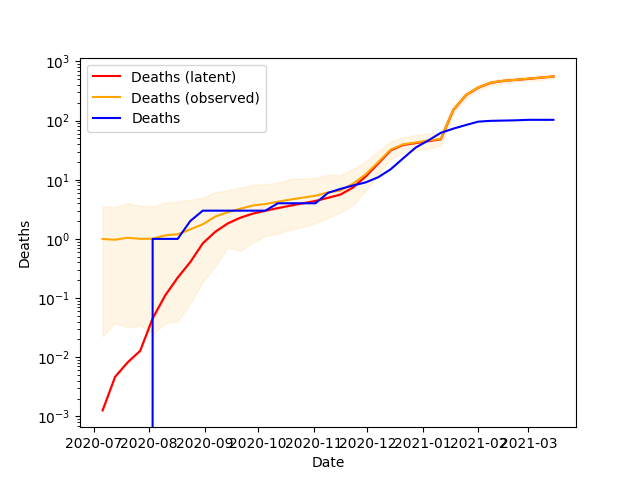 Deaths (latent)
Deaths (observed)
Deaths
10³
10²
10¹
10⁰
10⁻¹
10⁻²
10⁻³
Deaths
2020-07 2020-08 2020-09 2020-10 2020-11 2020-12 2021-01 2021-02 2021-03
Date